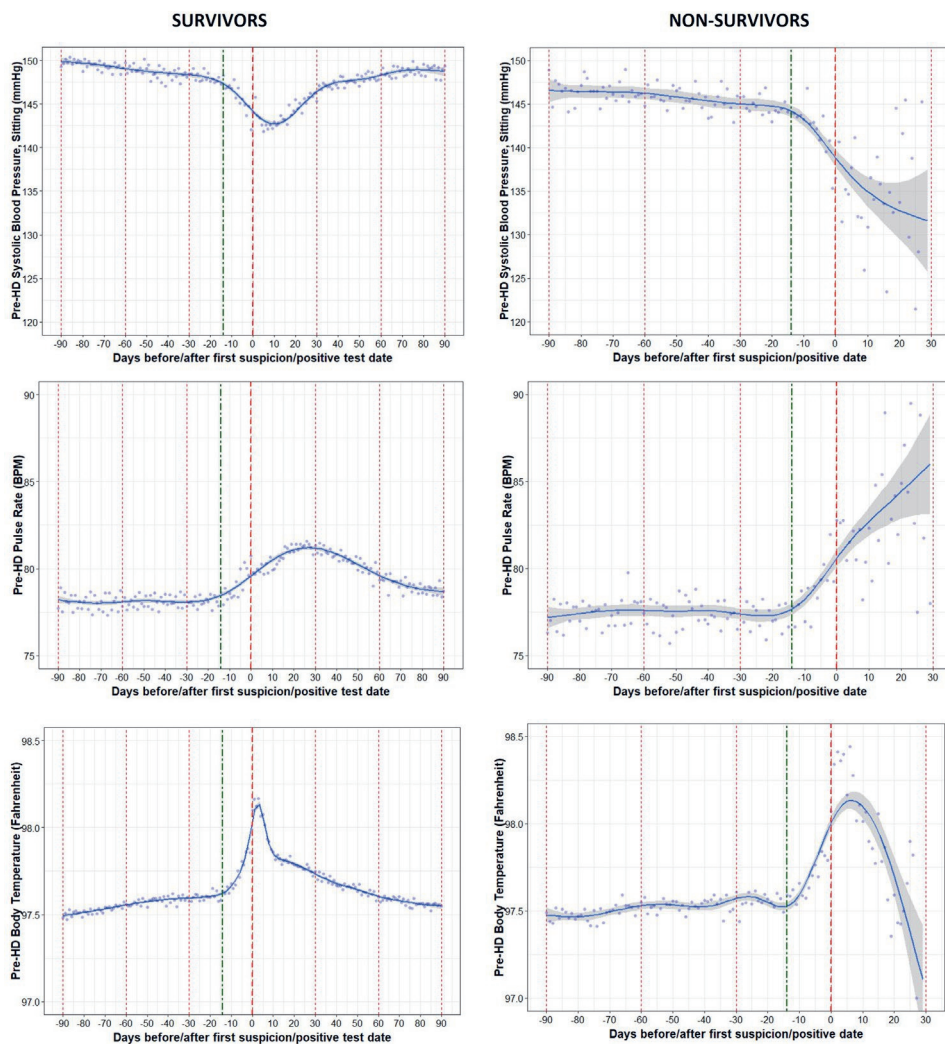 SURVIVORS
NON-SURVIVORS
Pre-HD Systolic Blood Pressure, Sitting (mmHg)
150
145
140
135
130
125
120
-90 -80 -70 -60 -50 -40 -30 -20 -10 0 10 20 30 40 50 60 70 80 90
Days before/after first suspicion/positive test date
Pre-HD Systolic Blood Pressure, Sitting (mmHg)
150
145
140
135
130
125
120
-90 -80 -70 -60 -50 -40 -30 -20 -10 0 10 20 30
Days before/after first suspicion/positive date
Pre-HD Pulse Rate (BPM)
90
85
80
75
-90 -80 -70 -60 -50 -40 -30 -20 -10 0 10 20 30 40 50 60 70 80 90
Days before/after first suspicion/positive test date
Pre-HD Pulse Rate (BPM)
90
85
80
75
-90 -80 -70 -60 -50 -40 -30 -20 -10 0 10 20 30
Days before/after first suspicion/positive date
Pre-HD Body Temperature (Fahrenheit)
98.5
98.0
97.5
97.0
-90 -80 -70 -60 -50 -40 -30 -20 -10 0 10 20 30 40 50 60 70 80 90
Days before/after first suspicion/positive test date
Pre-HD Body Temperature (Fahrenheit)
98.5
98.0
97.5
97.0
-90 -80 -70 -60 -50 -40 -30 -20 -10 0 10 20 30
Days before/after first suspicion/positive date